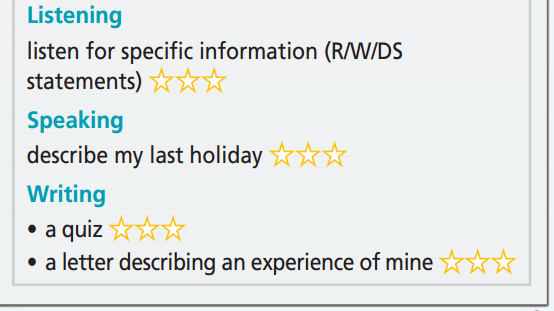 Listening
listen for specific information (R/W/DS
statements) ☆☆☆
Speaking
describe my last holiday ☆☆☆
Writing
• a quiz ☆☆☆
• a letter describing an experience of mine ☆☆☆